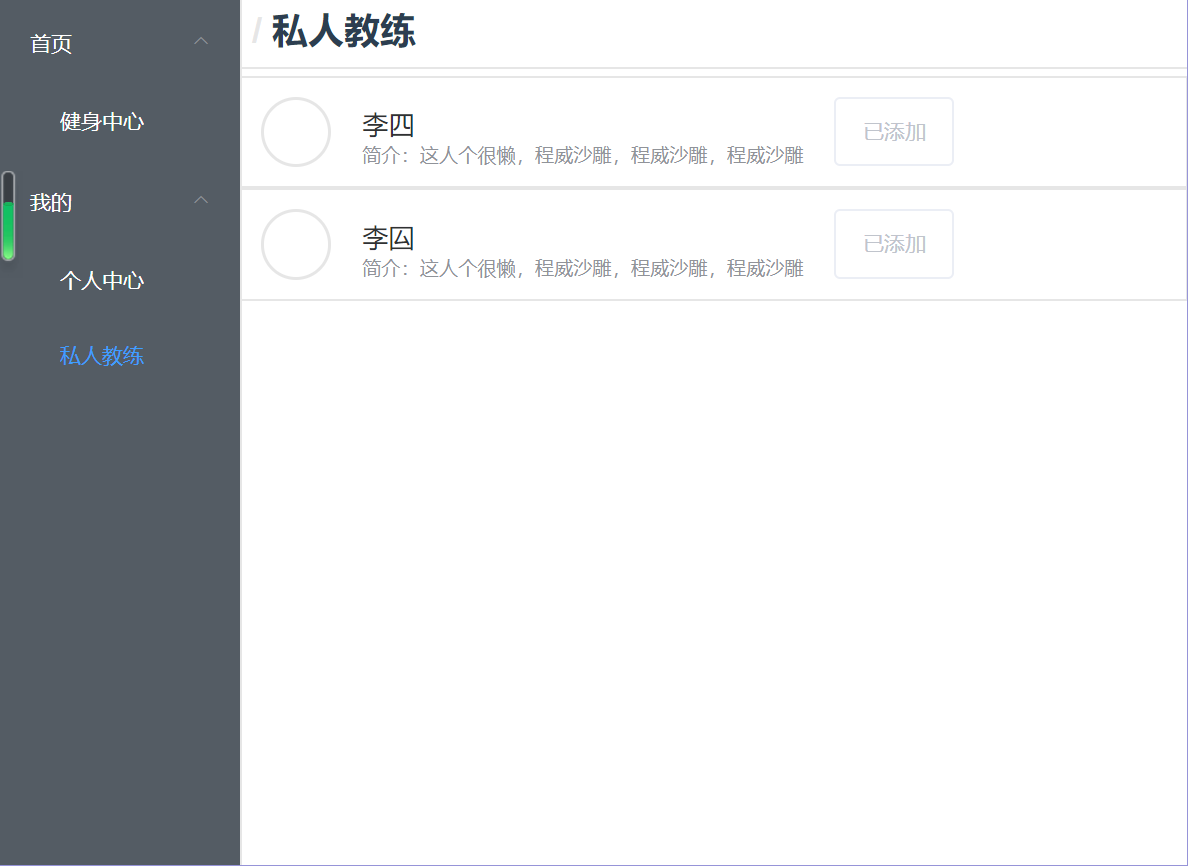 首页
健身中心
我的
个人中心
私人教练
/ 私人教练
李四
简介：这人个很懒，程威沙雕，程威沙雕，程威沙雕
已添加
李囜
简介：这人个很懒，程威沙雕，程威沙雕，程威沙雕
已添加